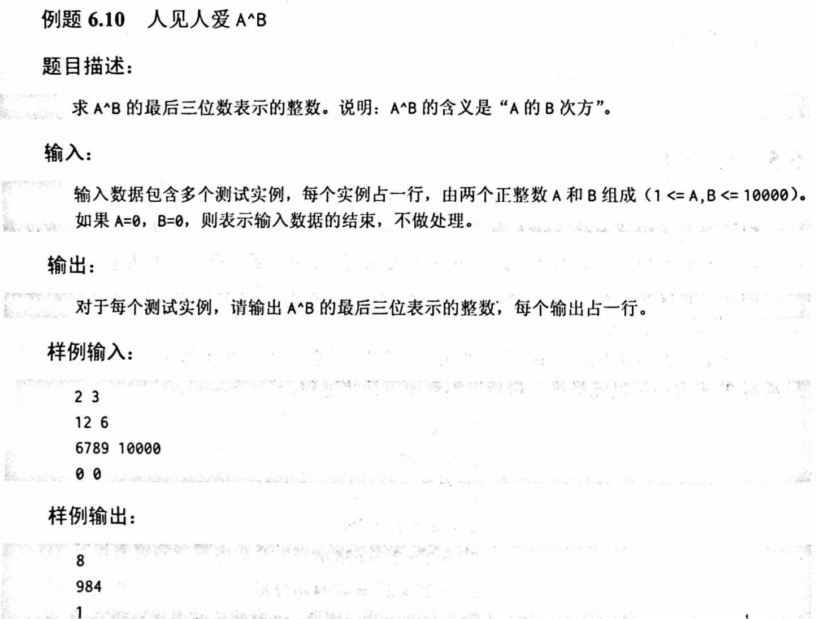 例题 6.10 人见人爱 A^B
题目描述：
求 A^B 的最后三位数表示的整数。说明：A^B 的含义是“A 的 B 次方”。
输入：
输入数据包含多个测试实例，每个实例占一行，由两个正整数 A 和 B 组成（1 <= A,B <= 10000）。
如果 A=0，B=0，则表示输入数据的结束，不做处理。
输出：
对于每个测试实例，请输出 A^B 的最后三位表示的整数，每个输出占一行。
样例输入：
2 3
12 6
6789 10000
0 0
样例输出：
8
984
1